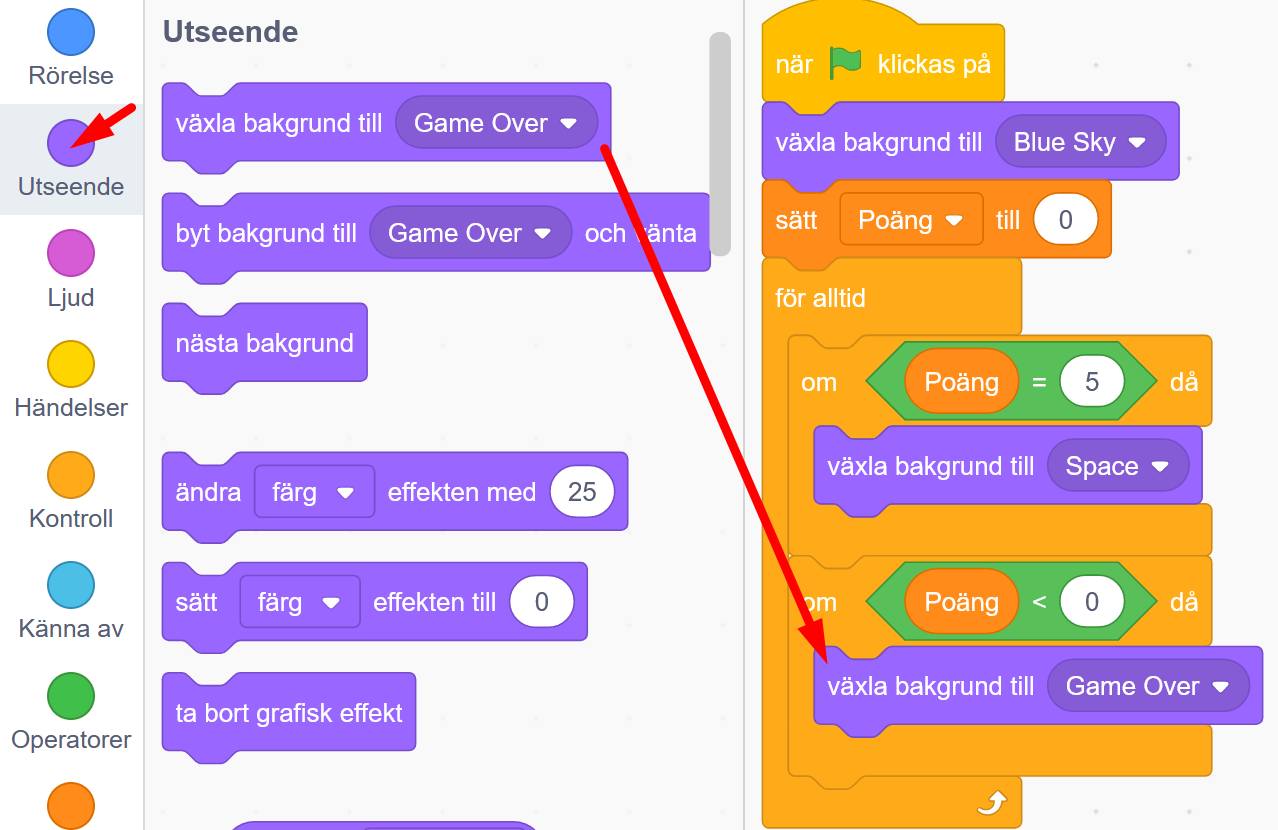 Rörelse
Utseende
Ljud
Händelser
Kontroll
Känna av
Operatorer
Utseende
växla bakgrund till Game Over
byt bakgrund till Game Over och vänta
nästa bakgrund
ändra färg effekten med 25
sätt färg effekten till 0
ta bort grafisk effekt
när klickas på
växla bakgrund till Blue Sky
sätt Poäng till 0
för alltid
om Poäng = 5 då
växla bakgrund till Space
om Poäng < 0 då
växla bakgrund till Game Over